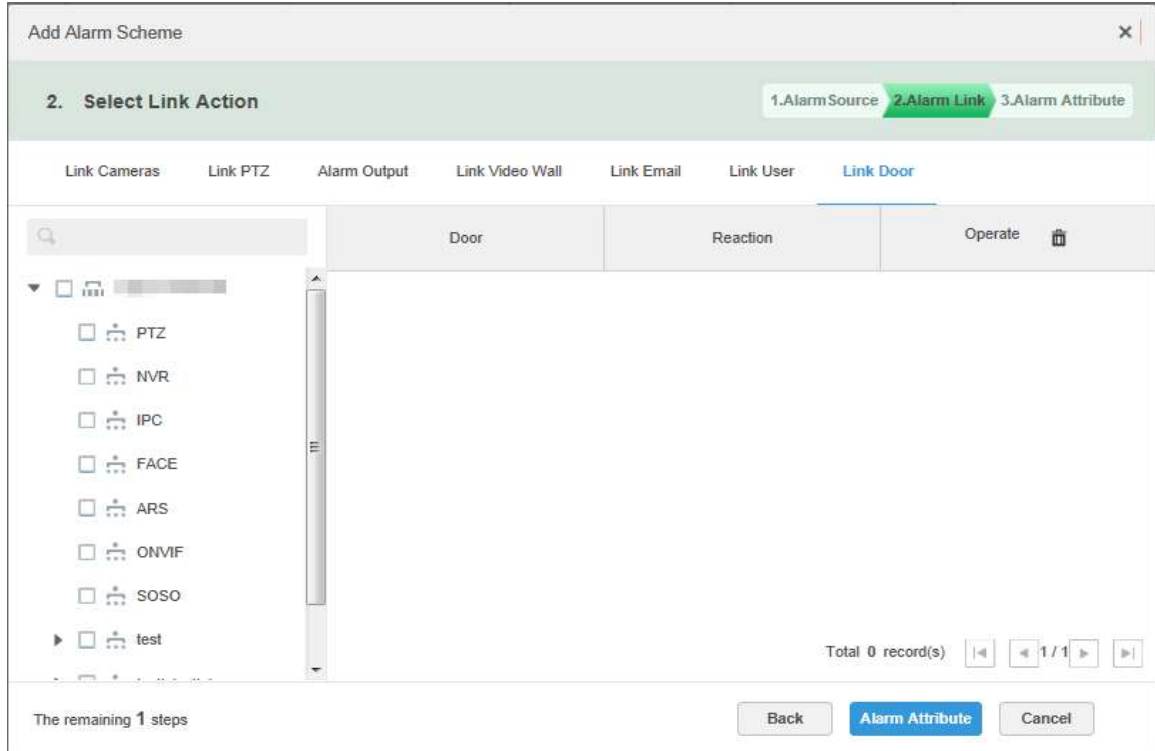 Add Alarm Scheme
2. Select Link Action
1.Alarm Source 2.Alarm Link 3.Alarm Attribute
Link Cameras Link PTZ Alarm Output Link Video Wall Link Email Link User Link Door
Door Reaction Operate
PTZ
NVR
IPC
FACE
ARS
ONVIF
SOSO
test
Total 0 record(s) 1 / 1
The remaining 1 steps Back Alarm Attribute Cancel